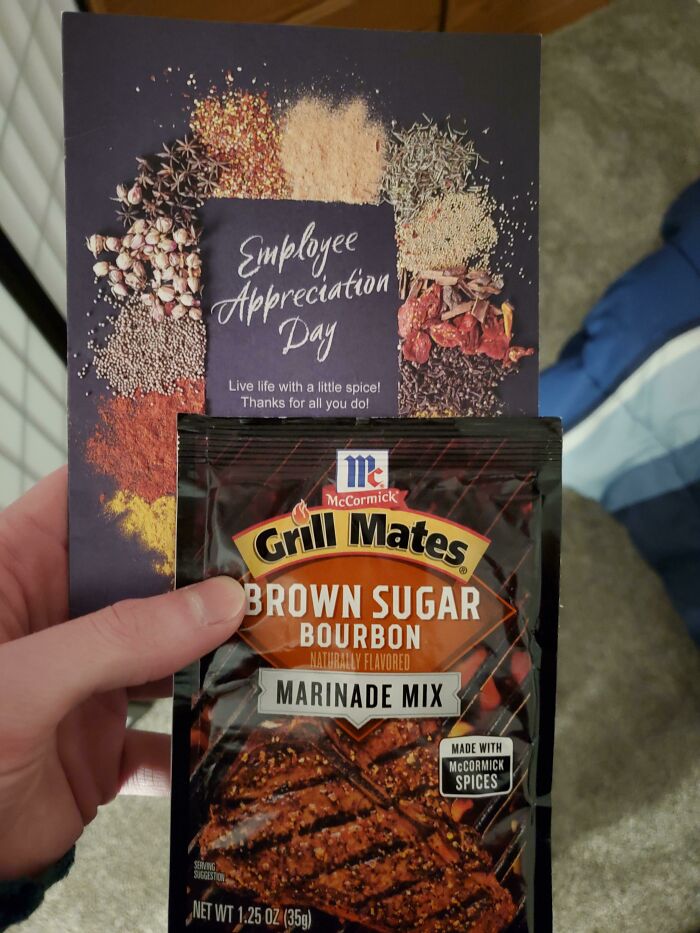 Employee
Appreciation
Day
Live life with a little spice!
Thanks for all you do!
Mc
McCormick®
Grill Mates®
BROWN SUGAR
BOURBON
NATURALLY FLAVORED
MARINADE MIX
MADE WITH
McCORMICK
SPICES
SERVING
SUGGESTION
NET WT 1.25 OZ (35g)